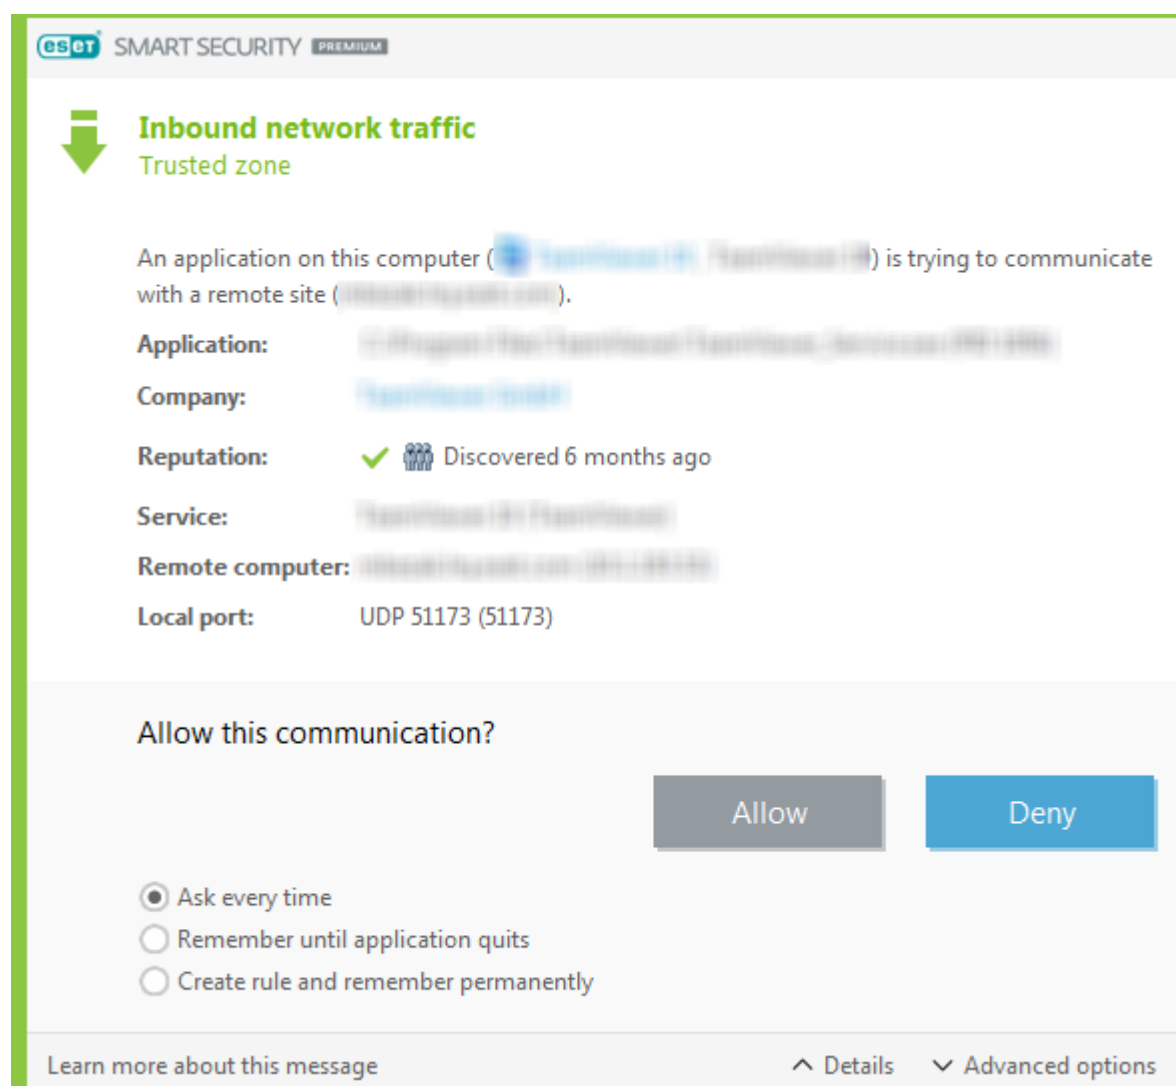 eset SMART SECURITY PREMIUM
Inbound network traffic
Trusted zone
An application on this computer ( ) is trying to communicate
with a remote site ( ).
Application:
Company:
Reputation: Discovered 6 months ago
Service:
Remote computer:
Local port: UDP 51173 (51173)
Allow this communication?
Allow Deny
Ask every time
Remember until application quits
Create rule and remember permanently
Learn more about this message Details Advanced options